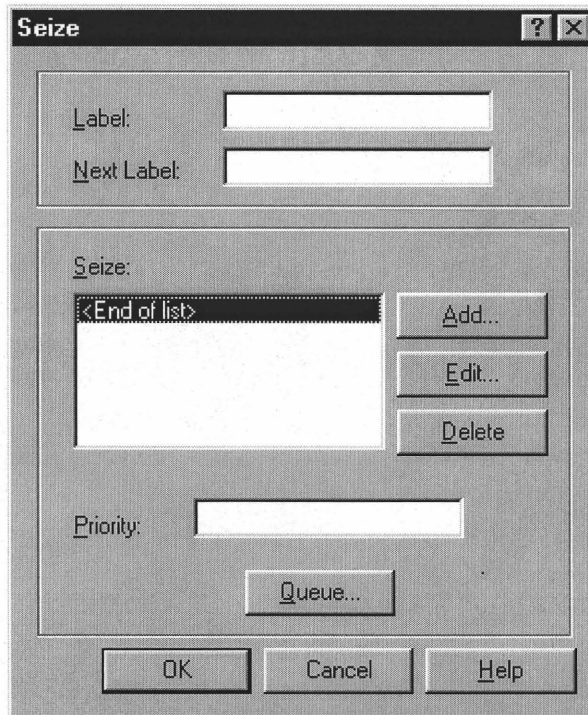 Seize ? ×
Label:
Next Label:
Seize:
<End of list>
Add...
Edit...
Delete
Priority:
Queue...
OK Cancel Help